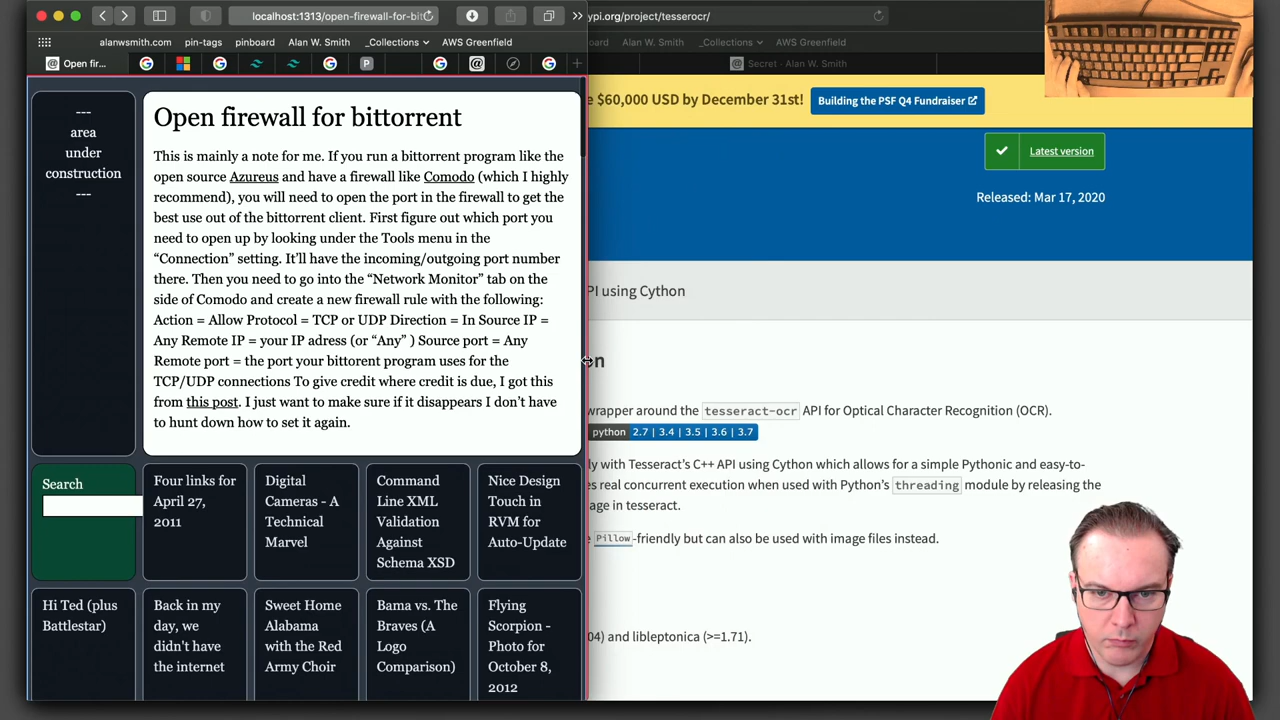 localhost:1313/open-firewall-for-bit
ypi.org/project/tesserocr/
alanwsmith.com pin-tags pinboard Alan W. Smith _Collections AWS Greenfield
oard Alan W. Smith _Collections AWS Greenfield
Open fir...
Secret - Alan W. Smith
---
area
under
construction
---
Open firewall for bittorrent
This is mainly a note for me. If you run a bittorrent program like the
open source Azureus and have a firewall like Comodo (which I highly
recommend), you will need to open the port in the firewall to get the
best use out of the bittorrent client. First figure out which port you
need to open up by looking under the Tools menu in the
“Connection” setting. It’ll have the incoming/outgoing port number
there. Then you need to go into the “Network Monitor” tab on the
side of Comodo and create a new firewall rule with the following:
Action = Allow Protocol = TCP or UDP Direction = In Source IP =
Any Remote IP = your IP adress (or “Any” ) Source port = Any
Remote port = the port your bittorent program uses for the
TCP/UDP connections To give credit where credit is due, I got this
from this post. I just want to make sure if it disappears I don’t have
to hunt down how to set it again.
Search
Four links for
April 27,
2011
Digital
Cameras - A
Technical
Marvel
Command
Line XML
Validation
Against
Schema XSD
Nice Design
Touch in
RVM for
Auto-Update
Hi Ted (plus
Battlestar)
Back in my
day, we
didn't have
the internet
Sweet Home
Alabama
with the Red
Army Choir
Bama vs. The
Braves (A
Logo
Comparison)
Flying
Scorpion -
Photo for
October 8,
2012
e $60,000 USD by December 31st! Building the PSF Q4 Fundraiser
Latest version
Released: Mar 17, 2020
PI using Cython
on
wrapper around the tesseract-ocr API for Optical Character Recognition (OCR).
python 2.7 | 3.4 | 3.5 | 3.6 | 3.7
ly with Tesseract’s C++ API using Cython which allows for a simple Pythonic and easy-to-
es real concurrent execution when used with Python’s threading module by releasing the
age in tesseract.
e Pillow-friendly but can also be used with image files instead.
04) and libleptonica (>=1.71).